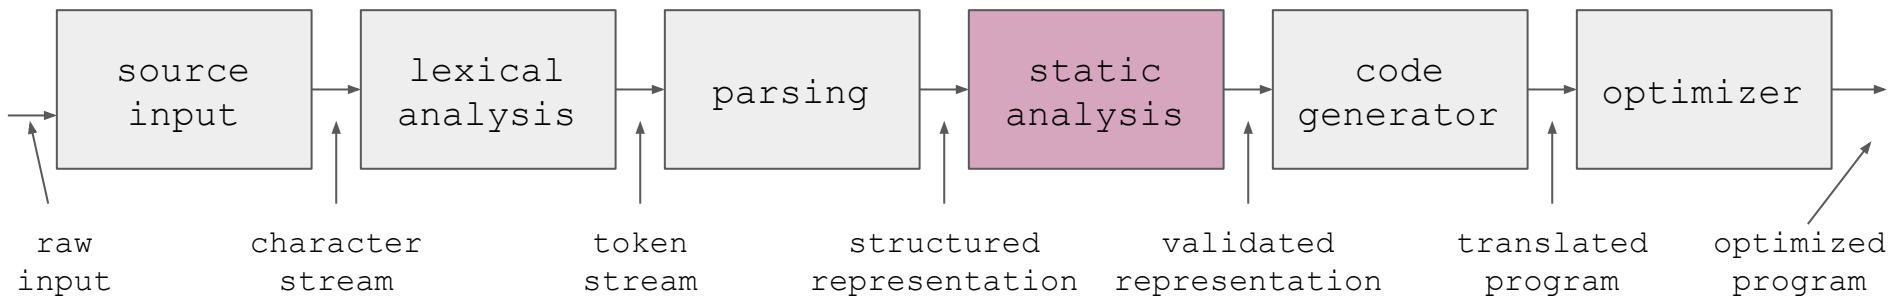 source
input
lexical
analysis
parsing
static
analysis
code
generator
optimizer
raw
input
character
stream
token
stream
structured
representation
validated
representation
translated
program
optimized
program